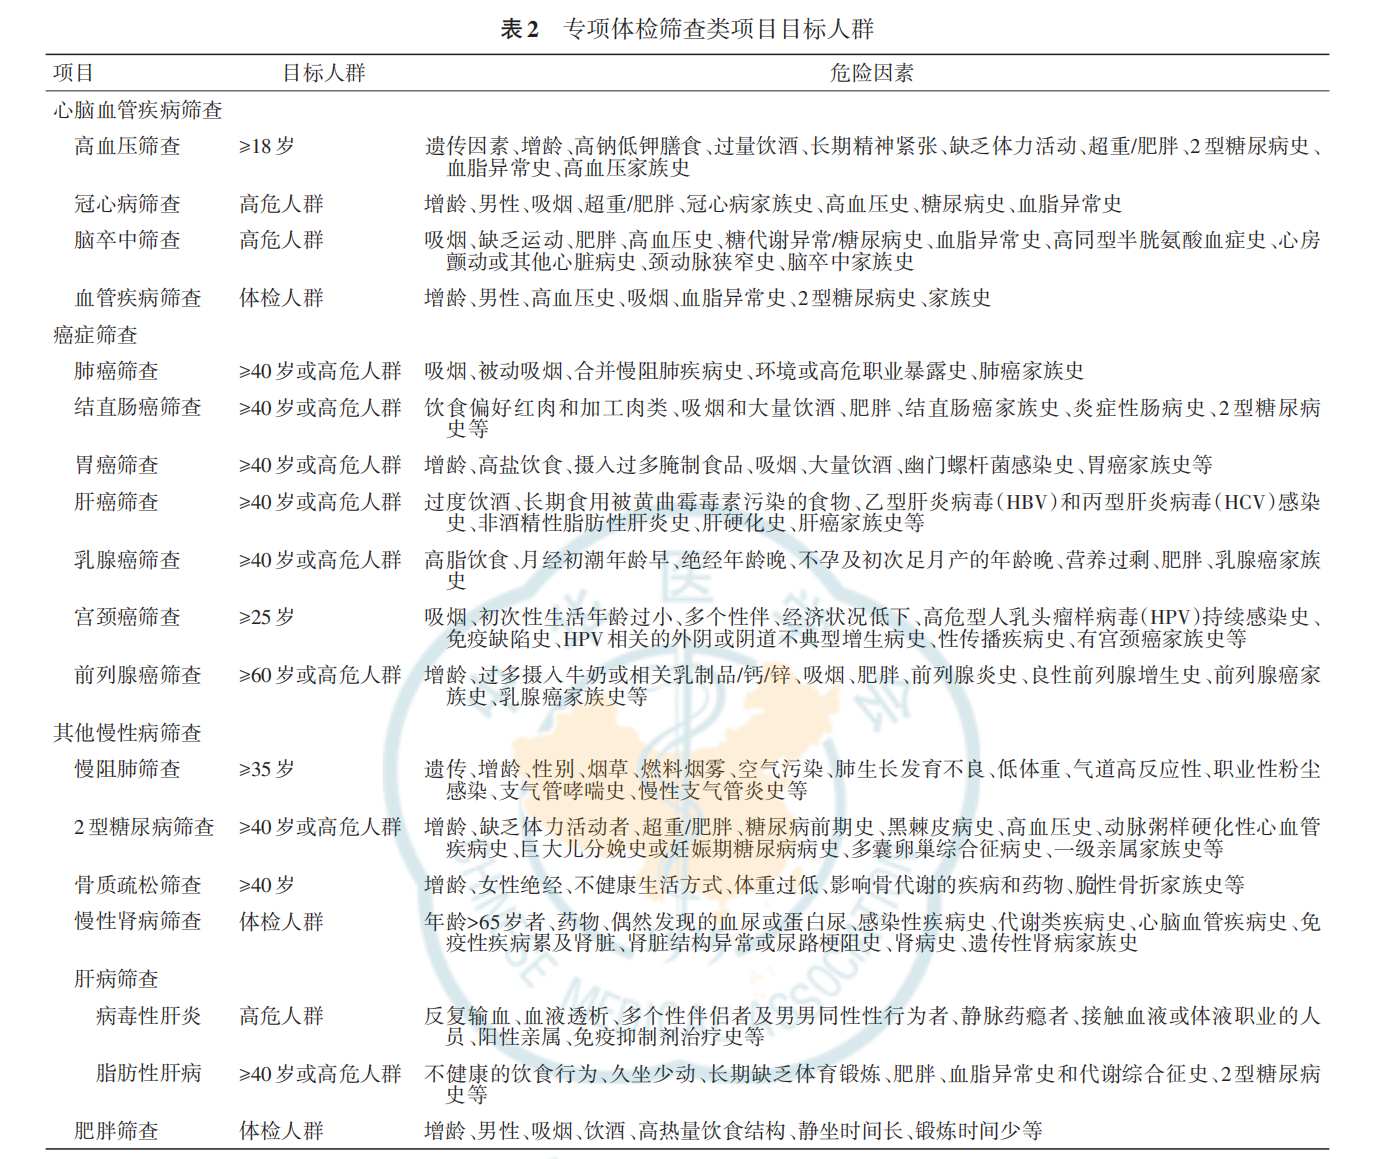 表2 专项体检筛查类项目目标人群
项目 目标人群 危险因素
心脑血管疾病筛查
高血压筛查 ≥18岁 遗传因素、增龄、高钠低钾膳食、过量饮酒、长期精神紧张、缺乏体力活动、超重/肥胖、2型糖尿病史、
血脂异常史、高血压家族史
冠心病筛查 高危人群 增龄、男性、吸烟、超重/肥胖、冠心病家族史、高血压史、糖尿病史、血脂异常史
脑卒中筛查 高危人群 吸烟、缺乏运动、肥胖、高血压史、糖代谢异常/糖尿病史、血脂异常史、高同型半胱氨酸血症史、心房
颤动或其他心脏病史、颈动脉狭窄史、脑卒中家族史
血管疾病筛查 体检人群 增龄、男性、高血压史、吸烟、血脂异常史、2型糖尿病史、家族史
癌症筛查
肺癌筛查 ≥40岁或高危人群 吸烟、被动吸烟、合并慢阻肺疾病史、环境或高危职业暴露史、肺癌家族史
结直肠癌筛查 ≥40岁或高危人群 饮食偏好红肉和加工肉类、吸烟和大量饮酒、肥胖、结直肠癌家族史、炎症性肠病史、2型糖尿病
史等
胃癌筛查 ≥40岁或高危人群 增龄、高盐饮食、摄入过多腌制食品、吸烟、大量饮酒、幽门螺杆菌感染史、胃癌家族史等
肝癌筛查 ≥40岁或高危人群 过度饮酒、长期食用被黄曲霉毒素污染的食物、乙型肝炎病毒(HBV)和丙型肝炎病毒(HCV)感染
史、非酒精性脂肪性肝炎史、肝硬化史、肝癌家族史等
乳腺癌筛查 ≥40岁或高危人群 高脂饮食、月经初潮年龄早、绝经年龄晚、不孕及初次足月产的年龄晚、营养过剩、肥胖、乳腺癌家族
史
宫颈癌筛查 ≥25岁 吸烟、初次性生活年龄过小、多个性伴、经济状况低下、高危型人乳头瘤样病毒(HPV)持续感染史、
免疫缺陷史、HPV相关的外阴或阴道不典型增生病史、性传播疾病史、有宫颈癌家族史等
前列腺癌筛查 ≥60岁或高危人群 增龄、过多摄入牛奶或相关乳制品/钙/锌、吸烟、肥胖、前列腺炎史、良性前列腺增生史、前列腺癌家
族史、乳腺癌家族史等
其他慢性病筛查
慢阻肺筛查 ≥35岁 遗传、增龄、性别、烟草、燃料烟雾、空气污染、肺生长发育不良、低体重、气道高反应性、职业性粉尘
感染、支气管哮喘史、慢性支气管炎史等
2型糖尿病筛查 ≥40岁或高危人群 增龄、缺乏体力活动者、超重/肥胖、糖尿病前期史、黑棘皮病史、高血压史、动脉粥样硬化性心血管
疾病史、巨大儿分娩史或妊娠期糖尿病病史、多囊卵巢综合征病史、一级亲属家族史等
骨质疏松筛查 ≥40岁 增龄、女性绝经、不健康生活方式、体重过低、影响骨代谢的疾病和药物、脆性骨折家族史等
慢性肾病筛查 体检人群 年龄>65岁者、药物、偶然发现的血尿或蛋白尿、感染性疾病史、代谢类疾病史、心脑血管疾病史、免
疫性疾病累及肾脏、肾脏结构异常或尿路梗阻史、肾病史、遗传性肾病家族史
肝病筛查
病毒性肝炎 高危人群 反复输血、血液透析、多个性伴侣者及男男同性性行为者、静脉药瘾者、接触血液或体液职业的人
员、阳性亲属、免疫抑制剂治疗史等
脂肪性肝病 ≥40岁或高危人群 不健康的饮食行为、久坐少动、长期缺乏体育锻炼、肥胖、血脂异常史和代谢综合征史、2型糖尿病
史等
肥胖筛查 体检人群 增龄、男性、吸烟、饮酒、高热量饮食结构、静坐时间长、锻炼时间少等
中华医学会
CHINESE MEDICAL ASSOCIATION